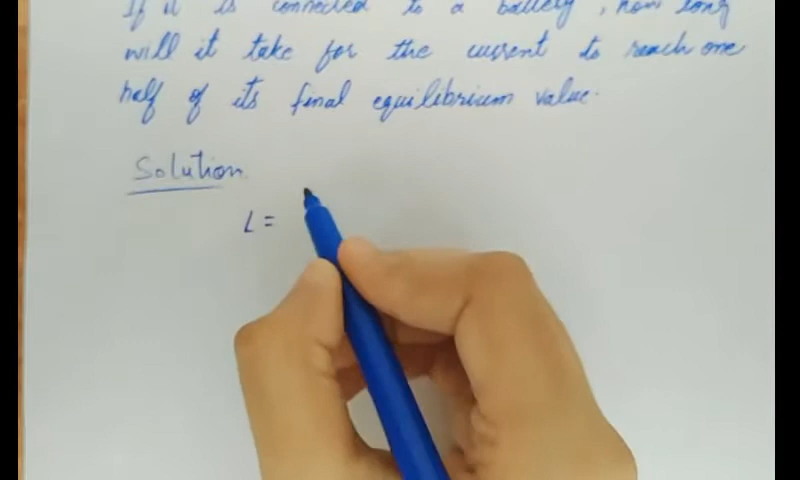 If it is connected to a battery, how long
will it take for the current to reach one
half of its final equilibrium value.
Solution
L =